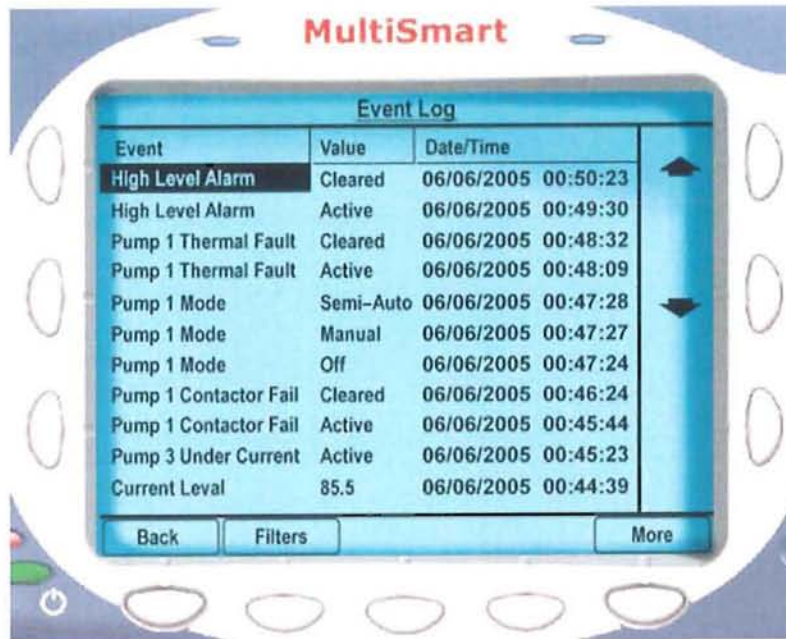 MultiSmart
Event Log
Event Value Date/Time
High Level Alarm Cleared 06/06/2005 00:50:23
High Level Alarm Active 06/06/2005 00:49:30
Pump 1 Thermal Fault Cleared 06/06/2005 00:48:32
Pump 1 Thermal Fault Active 06/06/2005 00:48:09
Pump 1 Mode Semi-Auto 06/06/2005 00:47:28
Pump 1 Mode Manual 06/06/2005 00:47:27
Pump 1 Mode Off 06/06/2005 00:47:24
Pump 1 Contactor Fail Cleared 06/06/2005 00:46:24
Pump 1 Contactor Fail Active 06/06/2005 00:45:44
Pump 3 Under Current Active 06/06/2005 00:45:23
Current Leval 85.5 06/06/2005 00:44:39
Back Filters More